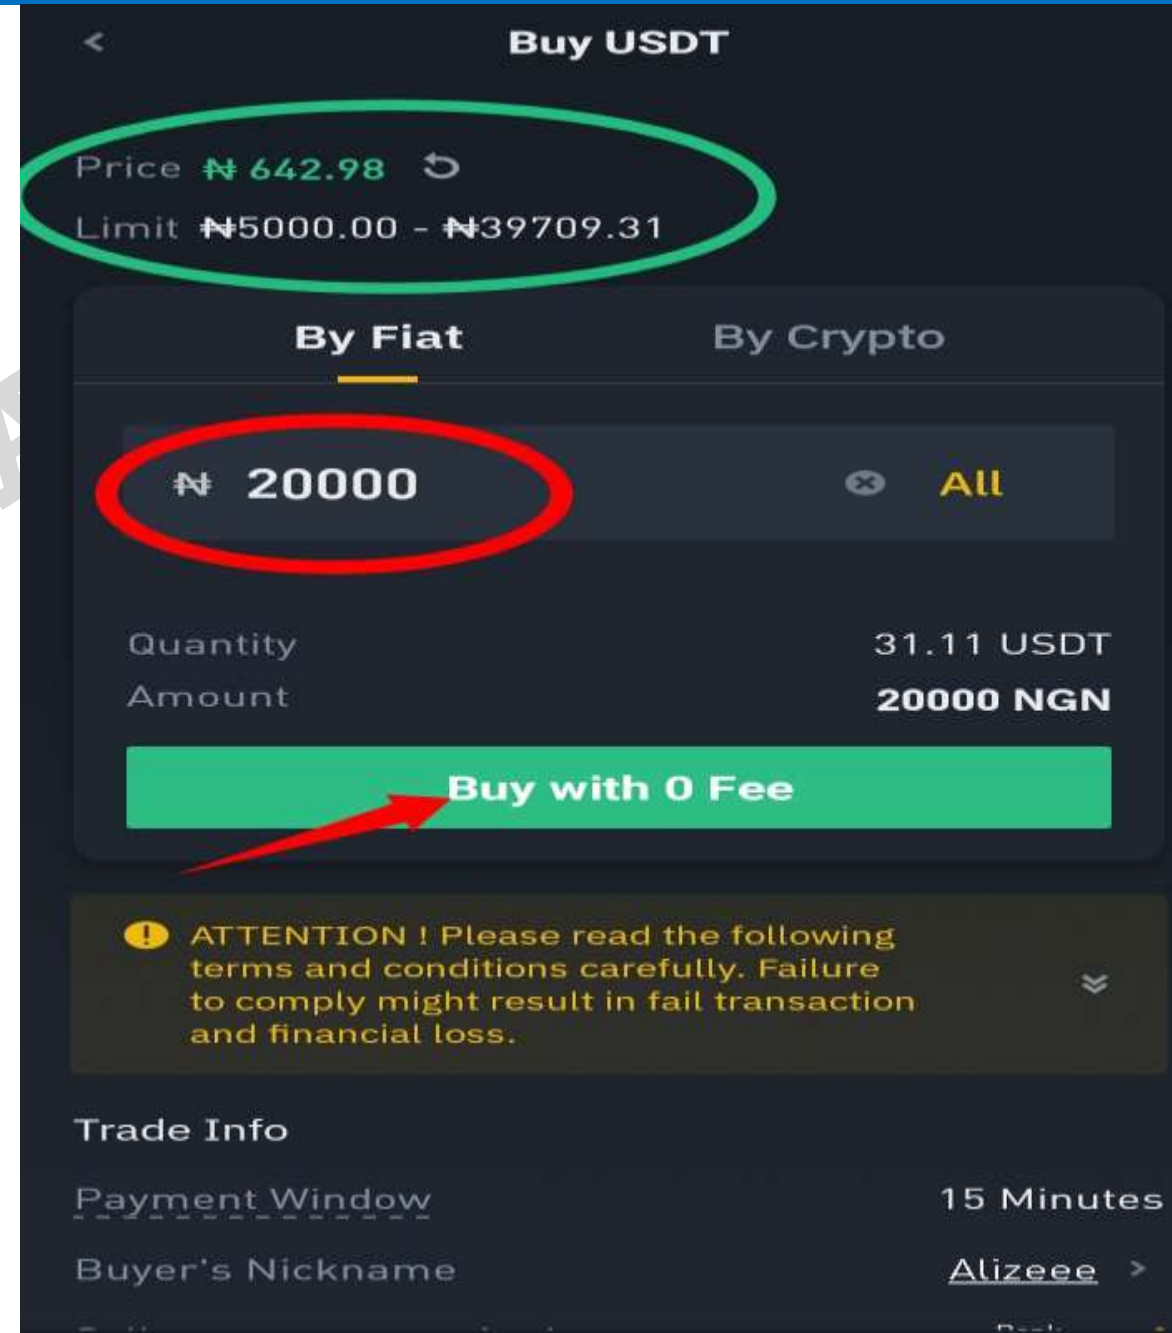 Buy USDT
Price ₦ 642.98
Limit ₦5000.00 - ₦39709.31
By Fiat By Crypto
₦ 20000 All
Quantity 31.11 USDT
Amount 20000 NGN
Buy with 0 Fee
ATTENTION ! Please read the following
terms and conditions carefully. Failure
to comply might result in fail transaction
and financial loss.
Trade Info
Payment Window 15 Minutes
Buyer's Nickname Alizeee